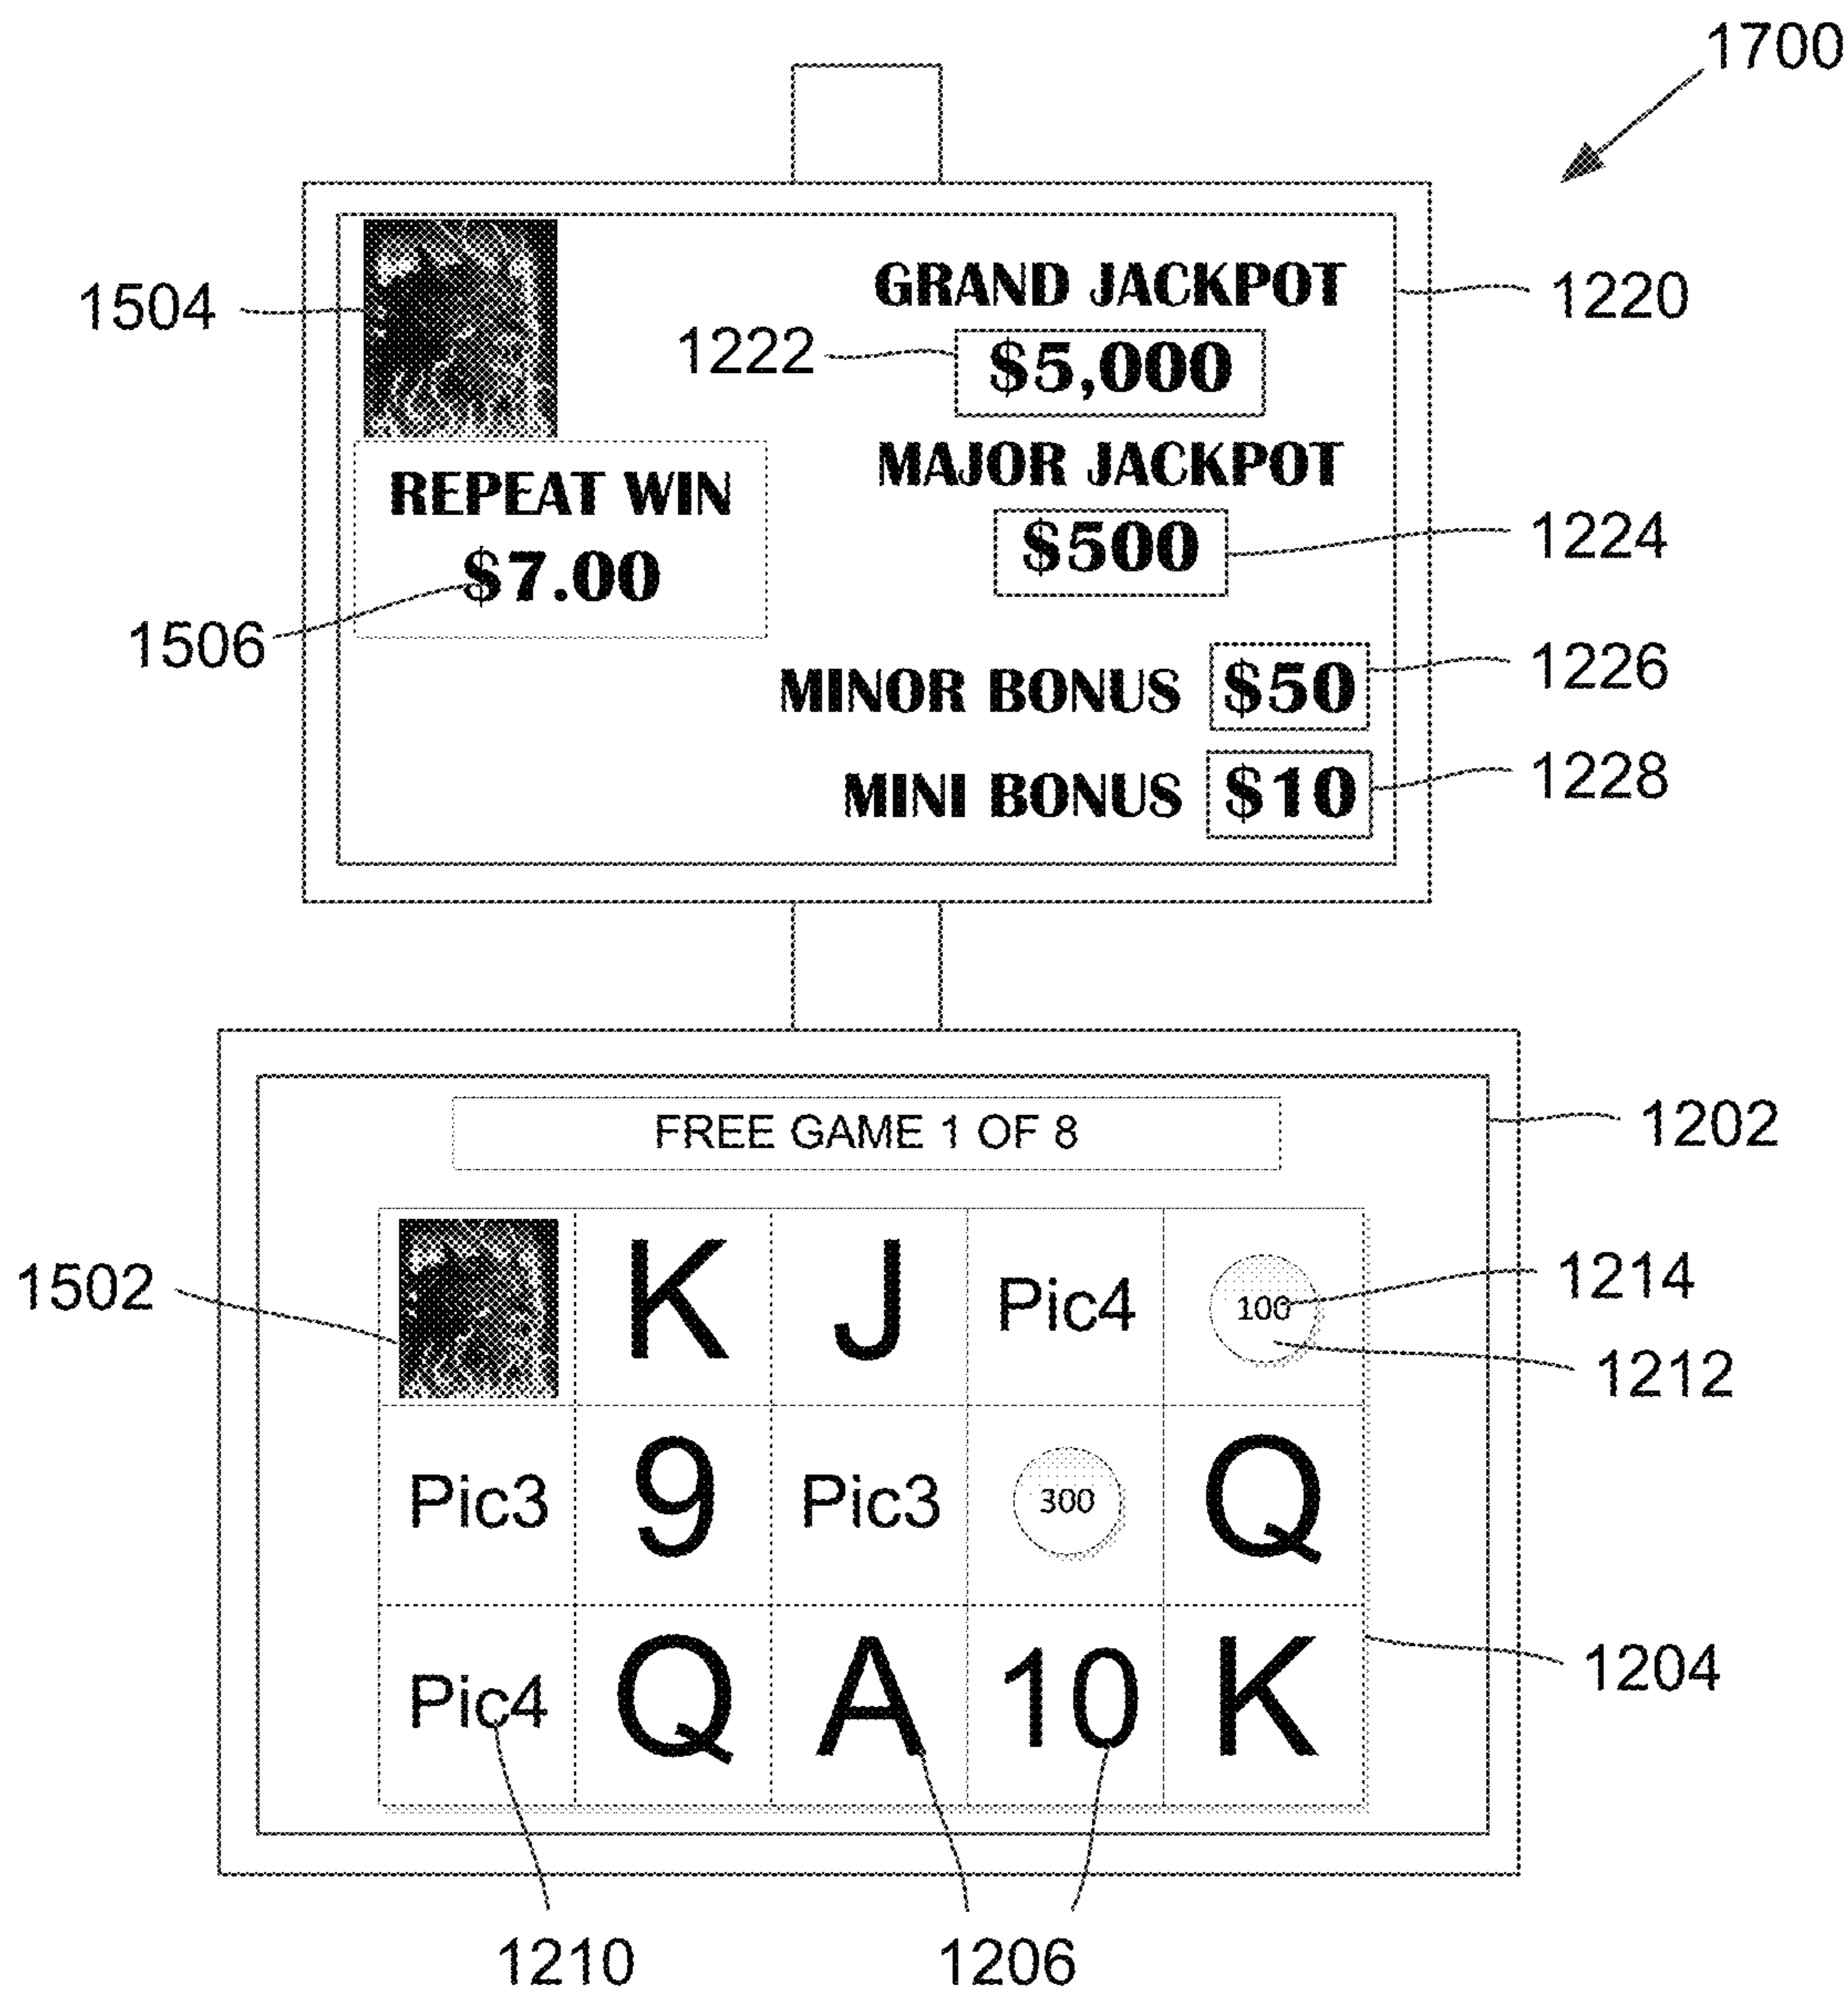 1700
GRAND JACKPOT
1220
1504
1222
$5,000
MAJOR JACKPOT
REPEAT WIN
$500
1224
$7.00
1506
MINOR BONUS $50
1226
MINI BONUS $10
1228
FREE GAME 1 OF 8
1202
1502
K J Pic4 100
1214
1212
Pic3 9 Pic3 300 Q
Pic4 Q A 10 K
1204
1210
1206